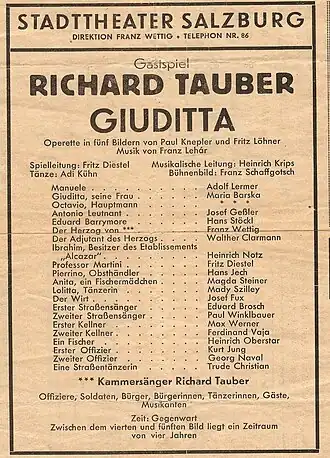 STADTTHEATER SALZBURG
DIREKTION FRANZ WETTIG • TELEPHON NR. 86
Gastspiel
RICHARD TAUBER
GIUDITTA
Operette in fünf Bildern von Paul Knepler und Fritz Löhner
Musik von Franz Lehár
Spielleitung: Fritz Diestel Musikalische Leitung: Heinrich Krips
Tänze: Adi Kühn Bühnenbild: Franz Schaffgotsch
Manuele . . . . . Adolf Lermer
Giuditta, seine Frau . . . . . Maria Barska
Octavio, Hauptmann . . . . . * * *
Antonio Leutnant . . . . . Josef Geßler
Eduard Barrymore . . . . . Hans Stöckl
Der Herzog von *** . . . . . Franz Wettig
Der Adjutant des Herzogs . . . . . Walther Clarmann
Ibrahim, Besitzer des Etablisements
„Alcazar" . . . . . Heinrich Notz
Professor Martini . . . . . Fritz Diestel
Pierrino, Obsthändler . . . . . Hans Jech
Anita, ein Fischermädchen . . . . . Magda Steiner
Lolitta, Tänzerin . . . . . Mady Szilley
Der Wirt . . . . . Josef Fux
Erster Straßensänger . . . . . Eduard Brosch
Zweiter Straßensänger . . . . . Paul Winklbauer
Erster Kellner . . . . . Max Werner
Zweiter Kellner . . . . . Ferdinand Vaja
Ein Fischer . . . . . Heinrich Oberstar
Erster Offizier . . . . . Kurt Jung
Zweiter Offizier . . . . . Georg Naval
Eine Straßentänzerin . . . . . Trude Christian
*** Kammersänger Richard Tauber
Offiziere, Soldaten, Bürger, Bürgerinnen, Tänzerinnen, Gäste,
Musikanten
Zeit: Gegenwart
Zwischen dem vierten und fünften Bild liegt ein Zeitraum
von vier Jahren